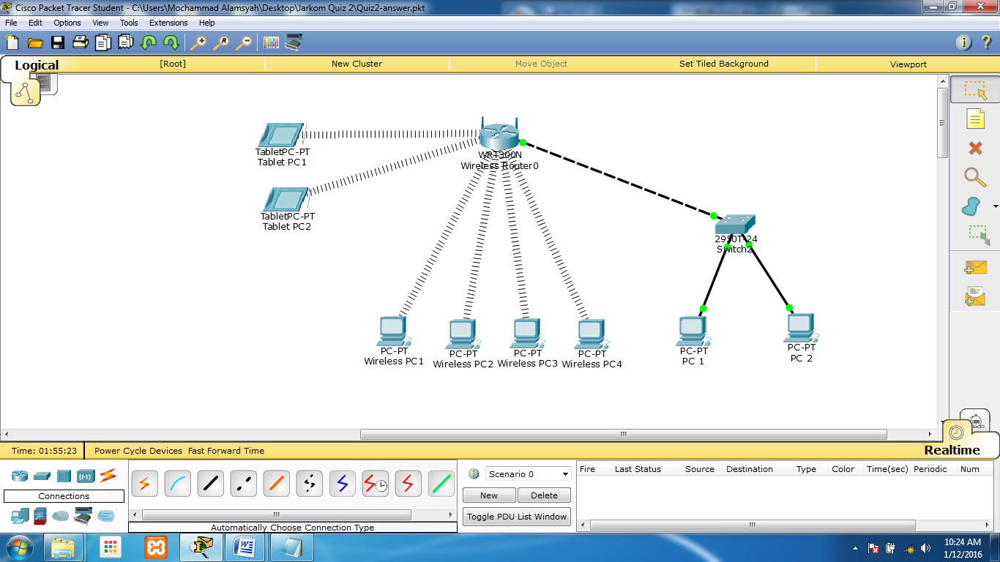 Cisco Packet Tracer Student - C:\Users\Mochammad Alamsyah\Desktop\Jarkom Quiz 2\Quiz2-answer.pkt
File Edit Options View Tools Extensions Help
Logical [Root] New Cluster Move Object Set Tiled Background Viewport
TabletPC-PT
Tablet PC1
WRT300N
Wireless Router0
TabletPC-PT
Tablet PC2
2950T-24
Switch2
PC-PT
Wireless PC1
PC-PT
Wireless PC2
PC-PT
Wireless PC3
PC-PT
Wireless PC4
PC-PT
PC 1
PC-PT
PC 2
Time: 01:55:23 Power Cycle Devices Fast Forward Time Realtime
Connections
Automatically Choose Connection Type
Scenario 0
New Delete
Toggle PDU List Window
Fire Last Status Source Destination Type Color Time(sec) Periodic Num
10:24 AM
1/12/2016